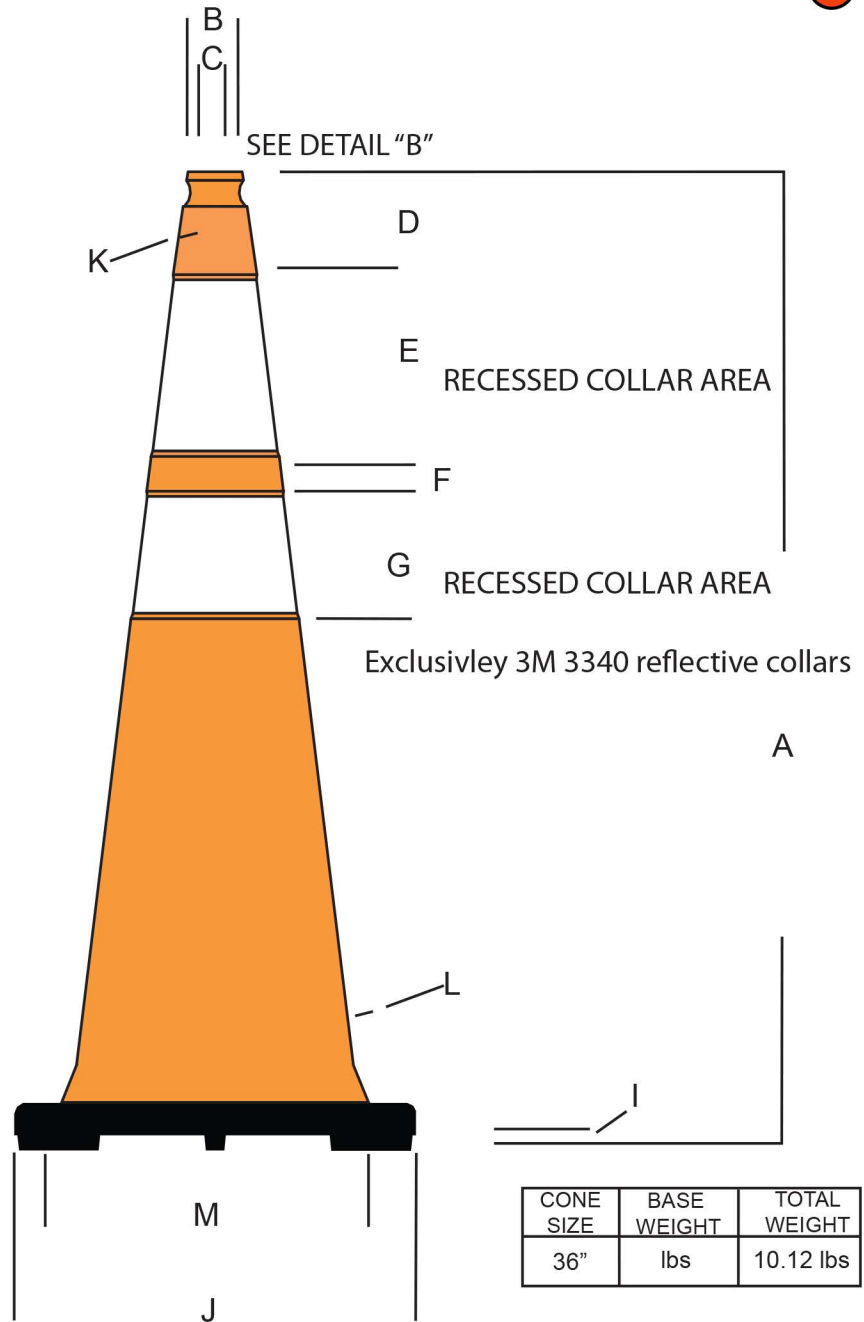 B
C
SEE DETAIL “B”
D
K
E
RECESSED COLLAR AREA
F
G
RECESSED COLLAR AREA
Exclusivley 3M 3340 reflective collars
A
L
I
M
J
CONE SIZE BASE WEIGHT TOTAL WEIGHT
36” lbs 10.12 lbs